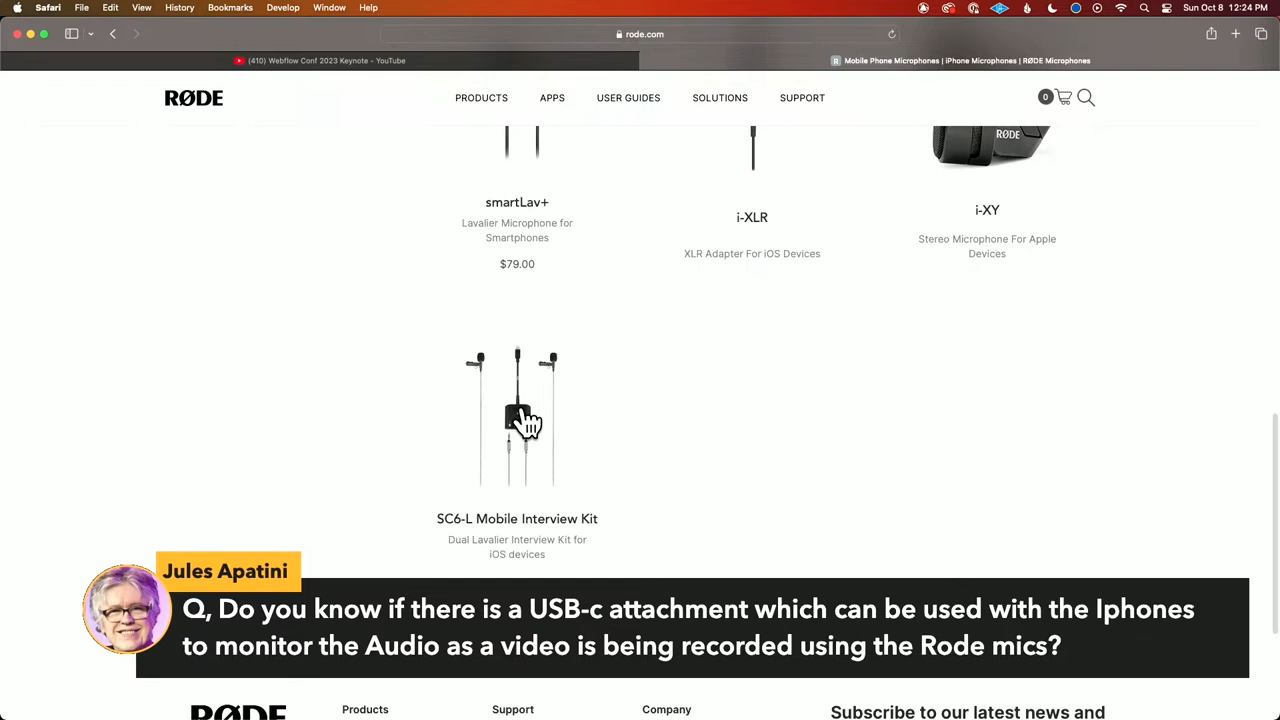 Safari File Edit View History Bookmarks Develop Window Help Sun Oct 8 12:24 PM
rode.com
(410) Webflow Conf 2023 Keynote - YouTube
R Mobile Phone Microphones | iPhone Microphones | RØDE Microphones
RØDE PRODUCTS APPS USER GUIDES SOLUTIONS SUPPORT 0
RØDE
smartLav+
Lavalier Microphone for
Smartphones
$79.00
i-XLR
XLR Adapter For iOS Devices
i-XY
Stereo Microphone For Apple
Devices
SC6-L Mobile Interview Kit
Dual Lavalier Interview Kit for
iOS devices
Jules Apatini
Q, Do you know if there is a USB-c attachment which can be used with the Iphones
to monitor the Audio as a video is being recorded using the Rode mics?
RØDE
Products
Support
Company
Subscribe to our latest news and